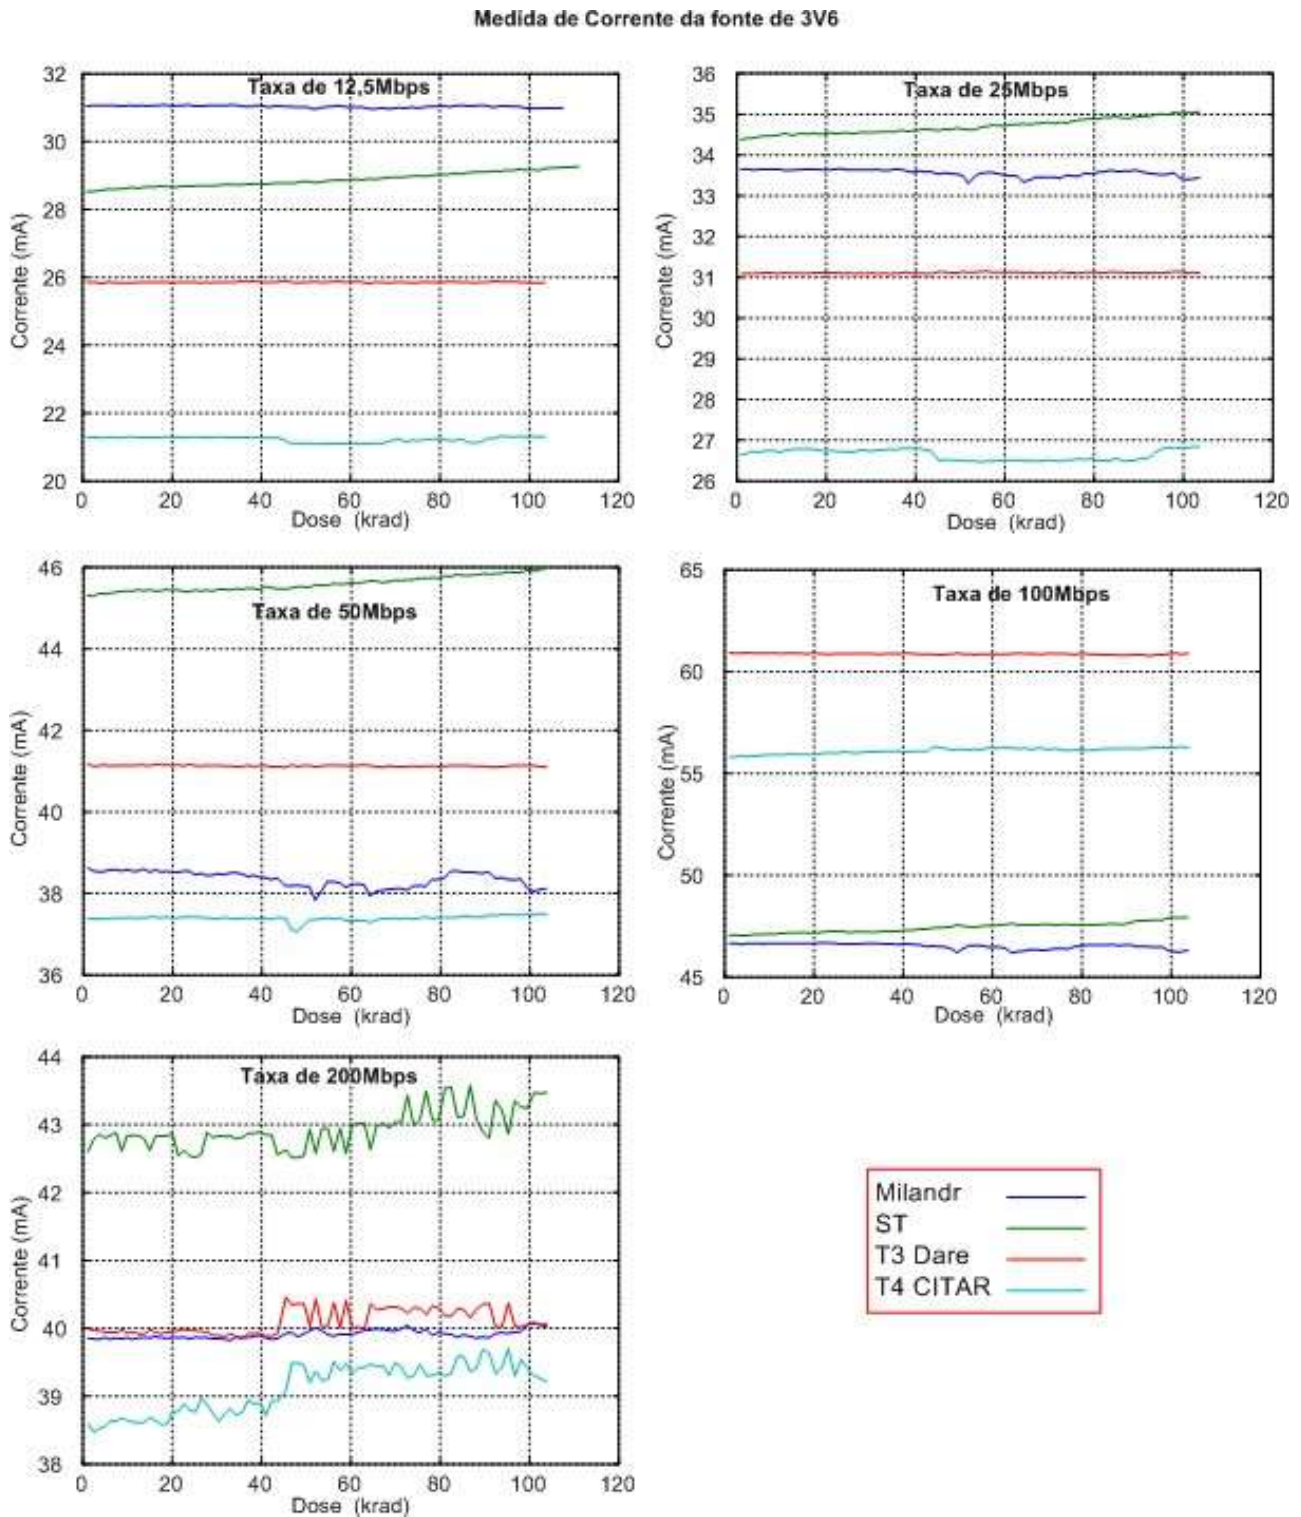 Medida de Corrente da fonte de 3V6
Taxa de 12,5Mbps
Corrente (mA)
32
30
28
26
24
22
20
0 20 40 60 80 100 120
Dose (krad)
Taxa de 25Mbps
Corrente (mA)
36
35
34
33
32
31
30
29
28
27
26
0 20 40 60 80 100 120
Dose (krad)
Taxa de 50Mbps
Corrente (mA)
46
44
42
40
38
36
0 20 40 60 80 100 120
Dose (krad)
Taxa de 100Mbps
Corrente (mA)
65
60
55
50
45
0 20 40 60 80 100 120
Dose (krad)
Taxa de 200Mbps
Corrente (mA)
44
43
42
41
40
39
38
0 20 40 60 80 100 120
Dose (krad)
Milandr
ST
T3 Dare
T4 CITAR